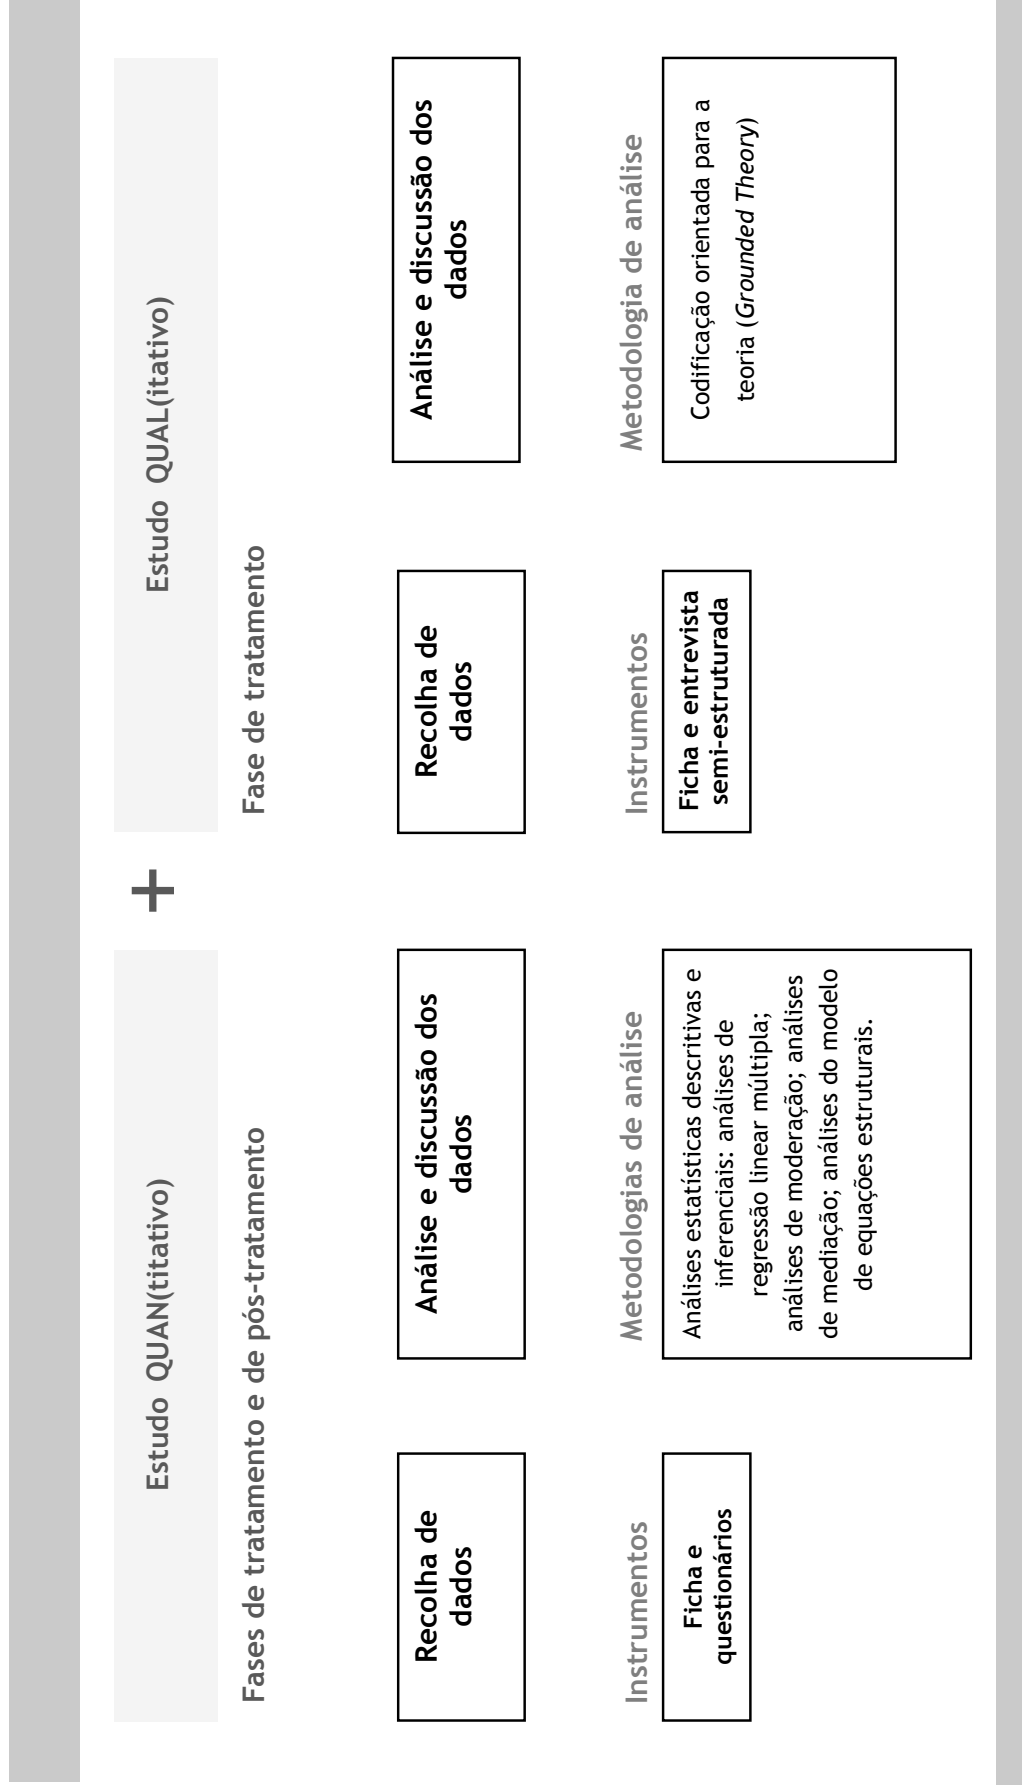 Estudo QUAN(titativo)
+
Estudo QUAL(itativo)
Fases de tratamento e de pós-tratamento
Fase de tratamento
Recolha de
dados
Análise e discussão dos
dados
Recolha de
dados
Análise e discussão dos
dados
Instrumentos
Metodologias de análise
Instrumentos
Metodologia de análise
Ficha e
questionários
Análises estatísticas descritivas e
inferenciais: análises de
regressão linear múltipla;
análises de moderação; análises
de mediação; análises do modelo
de equações estruturais.
Ficha e entrevista
semi-estruturada
Codificação orientada para a
teoria (Grounded Theory)